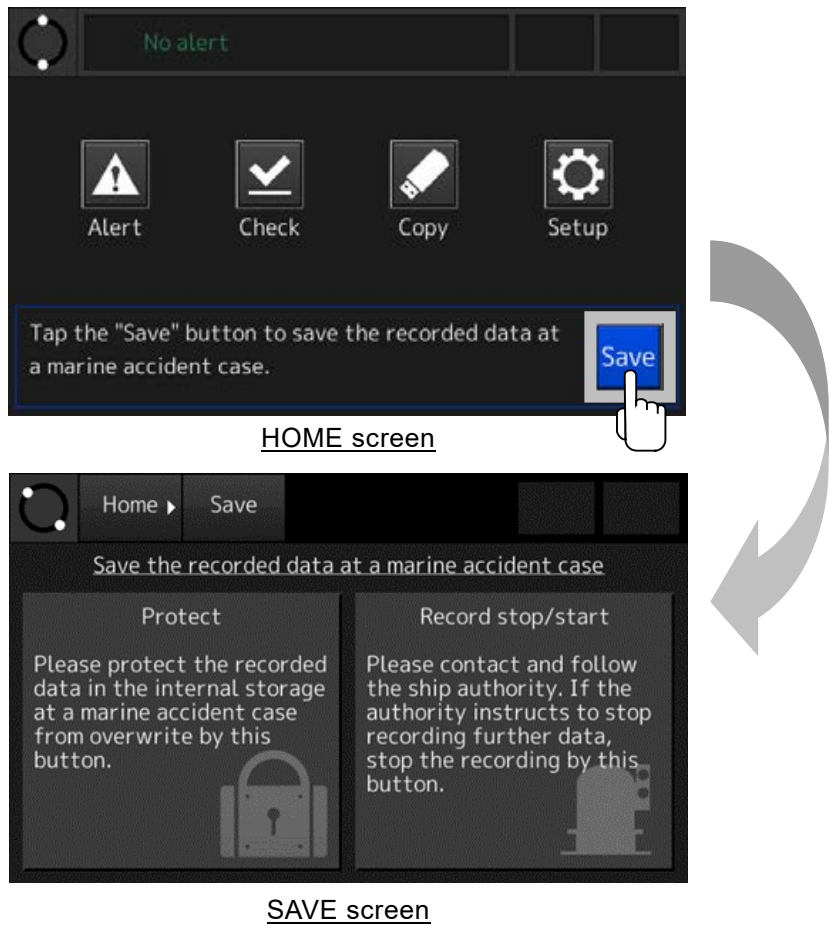 No alert
Alert Check Copy Setup
Tap the "Save" button to save the recorded data at
a marine accident case.
Save
HOME screen
Home Save
Save the recorded data at a marine accident case
Protect
Please protect the recorded
data in the internal storage
at a marine accident case
from overwrite by this
button.
Record stop/start
Please contact and follow
the ship authority. If the
authority instructs to stop
recording further data,
stop the recording by this
button.
SAVE screen